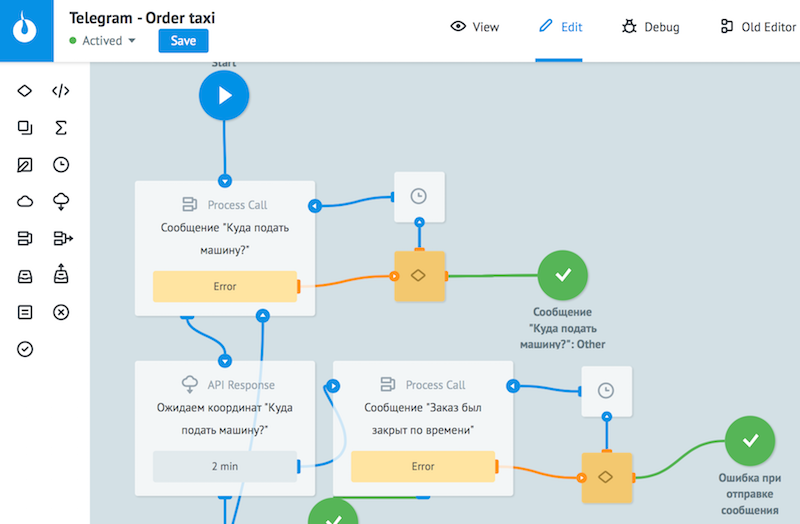 Telegram - Order taxi
Actived
Save
View
Edit
Debug
Old Editor
Start
Process Call
Сообщение "Куда подать
машину?"
Error
Сообщение
"Куда подать
машину?": Other
API Response
Ожидаем координат "Куда
подать машину?"
2 min
Process Call
Сообщение "Заказ был
закрыт по времени"
Error
Ошибка при
отправке
сообщения